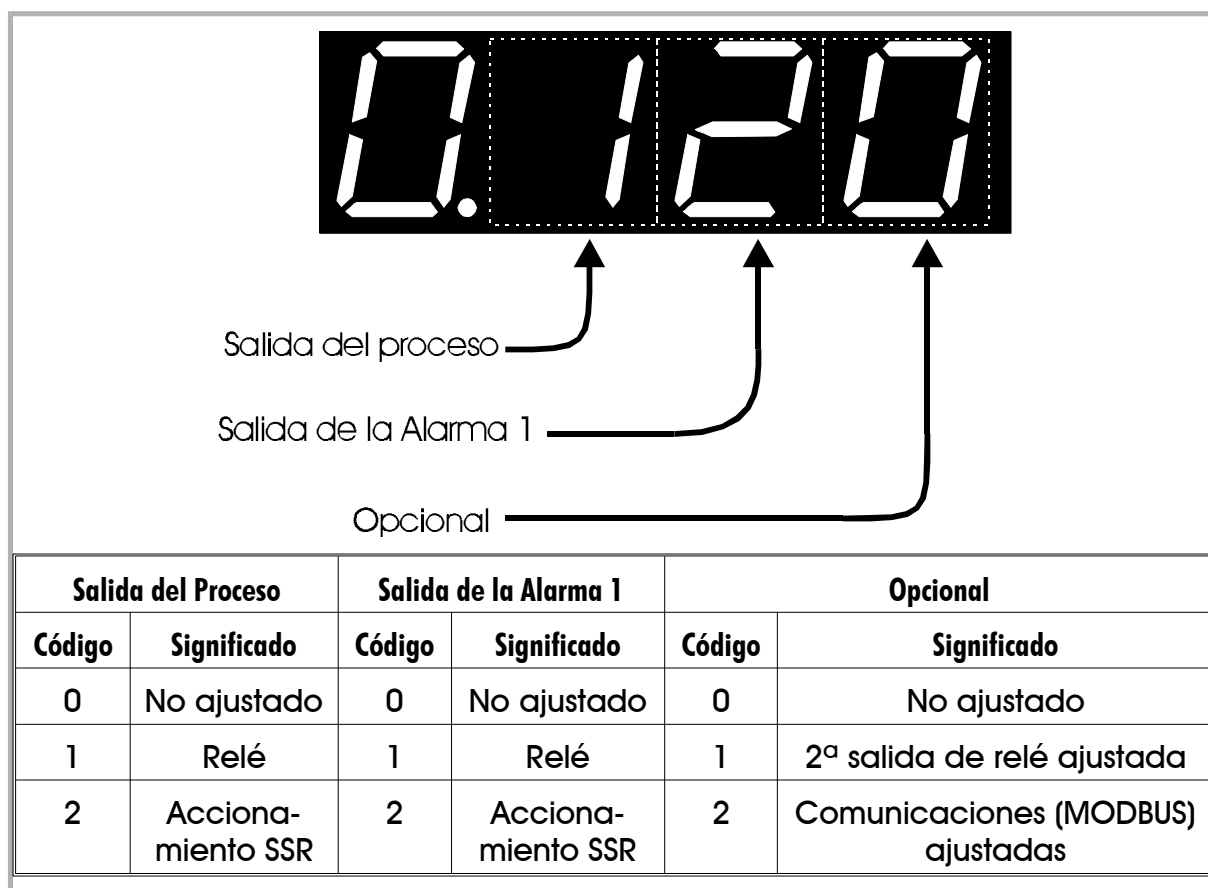 0.120
Salida del proceso
Salida de la Alarma 1
Opcional
Salida del Proceso Salida de la Alarma 1 Opcional
Código Significado Código Significado Código Significado
0 No ajustado 0 No ajustado 0 No ajustado
1 Relé 1 Relé 1 2ª salida de relé ajustada
2 Acciona- 2 Acciona- 2 Comunicaciones (MODBUS)
miento SSR miento SSR ajustadas